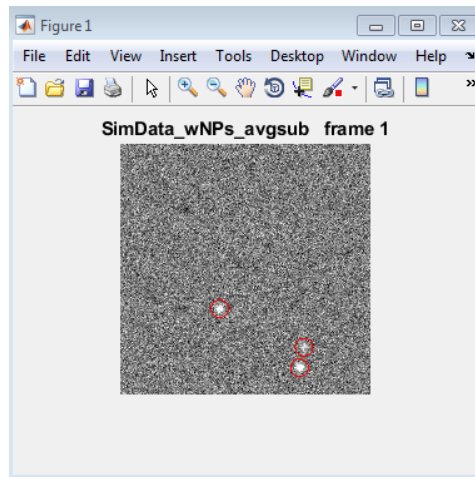 Figure 1
File Edit View Insert Tools Desktop Window Help
SimData_wNPs_avgsub frame 1